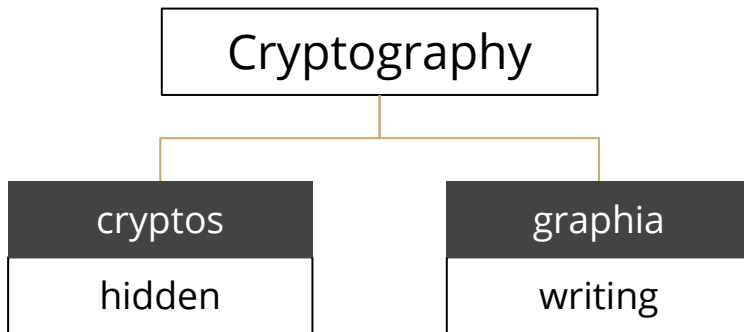 Cryptography
cryptos
hidden
graphia
writing